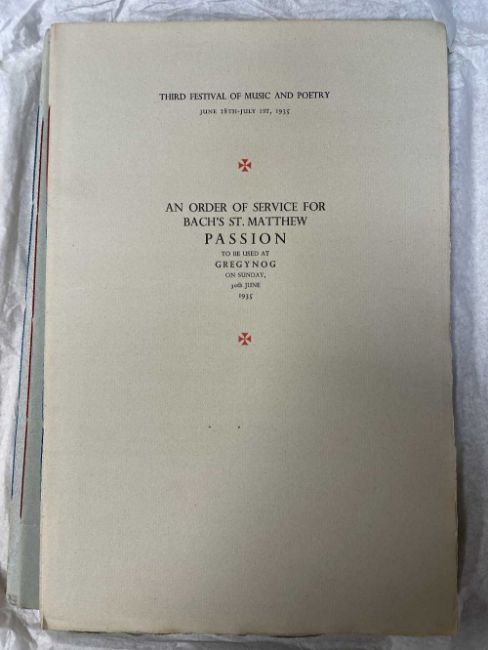 THIRD FESTIVAL OF MUSIC AND POETRY
JUNE 28TH-JULY 1ST, 1935
AN ORDER OF SERVICE FOR
BACH'S ST. MATTHEW
PASSION
TO BE USED AT
GREGYNOG
ON SUNDAY,
30th JUNE
1935